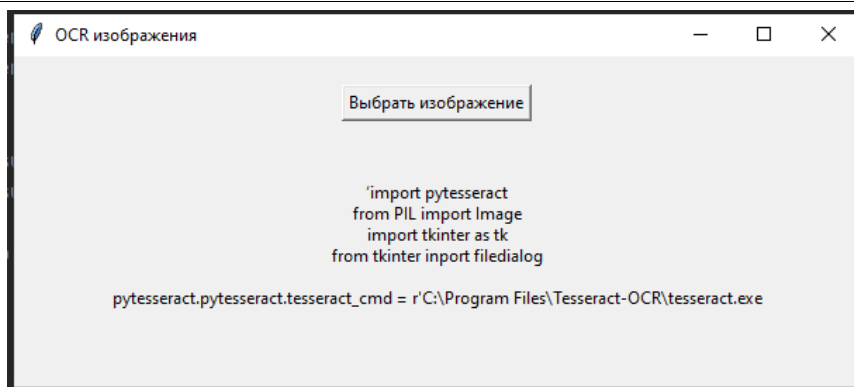 OCR изображения
Выбрать изображение
‘import pytesseract
from PIL import Image
import tkinter as tk
from tkinter inport filedialog
pytesseract.pytesseract.tesseract_cmd = r'C:\Program Files\Tesseract-OCR\tesseract.exe